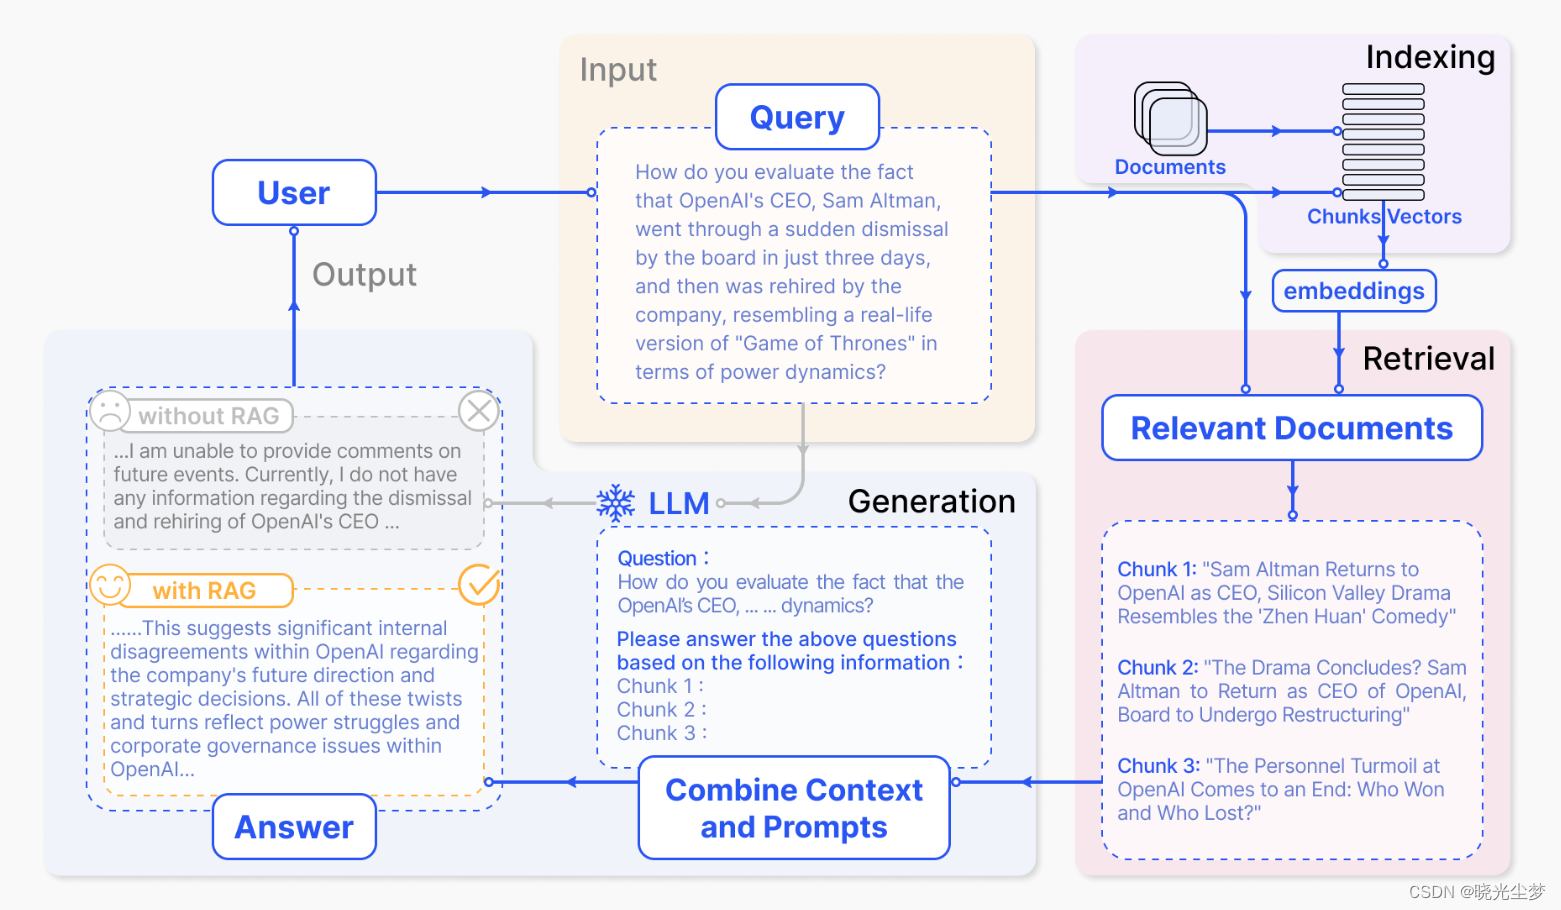 Input
Query
How do you evaluate the fact
that OpenAI's CEO, Sam Altman,
went through a sudden dismissal
by the board in just three days,
and then was rehired by the
company, resembling a real-life
version of "Game of Thrones" in
terms of power dynamics?
Indexing
Documents
Chunks Vectors
embeddings
User
Output
Retrieval
Relevant Documents
Chunk 1: "Sam Altman Returns to
OpenAI as CEO, Silicon Valley Drama
Resembles the 'Zhen Huan' Comedy"
Chunk 2: "The Drama Concludes? Sam
Altman to Return as CEO of OpenAI,
Board to Undergo Restructuring"
Chunk 3: "The Personnel Turmoil at
OpenAI Comes to an End: Who Won
and Who Lost?"
Generation
LLM
Question :
How do you evaluate the fact that the
OpenAI's CEO, ... ... dynamics?
Please answer the above questions
based on the following information :
Chunk 1 :
Chunk 2 :
Chunk 3 :
Combine Context
and Prompts
without RAG
...I am unable to provide comments on
future events. Currently, I do not have
any information regarding the dismissal
and rehiring of OpenAI's CEO ...
with RAG
......This suggests significant internal
disagreements within OpenAI regarding
the company's future direction and
strategic decisions. All of these twists
and turns reflect power struggles and
corporate governance issues within
OpenAI...
Answer
CSDN @晓光尘梦